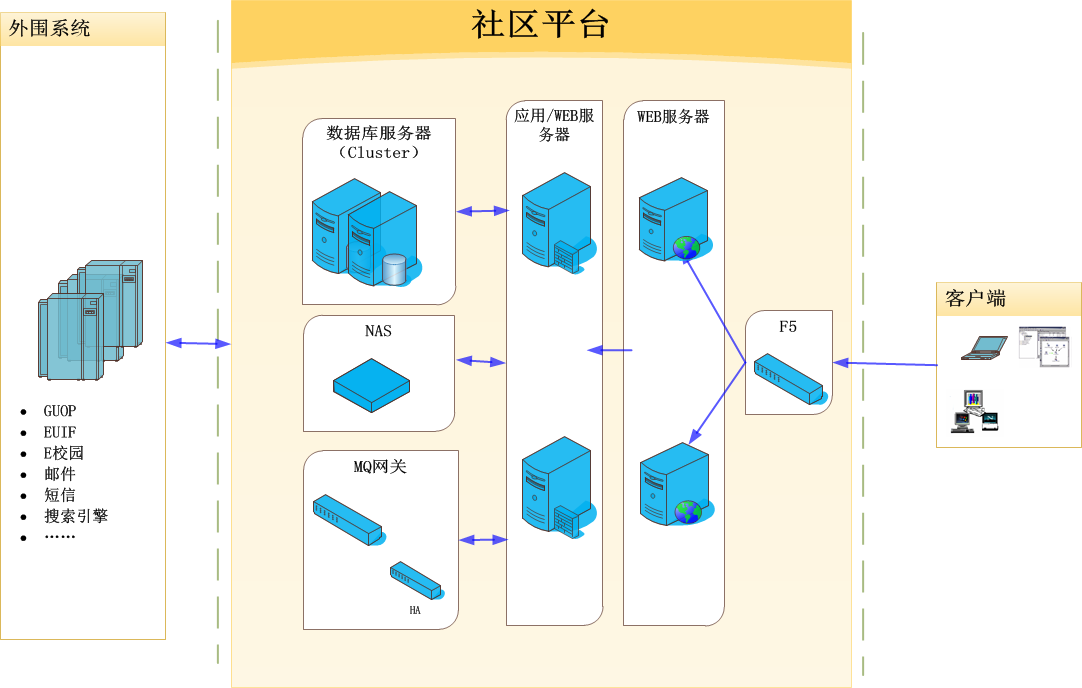 外围系统
GUOP
EUIF
E校园
邮件
短信
搜索引擎
……
社区平台
数据库服务器
（Cluster）
NAS
MQ网关
HA
应用/WEB服
务器
WEB服务器
F5
客户端